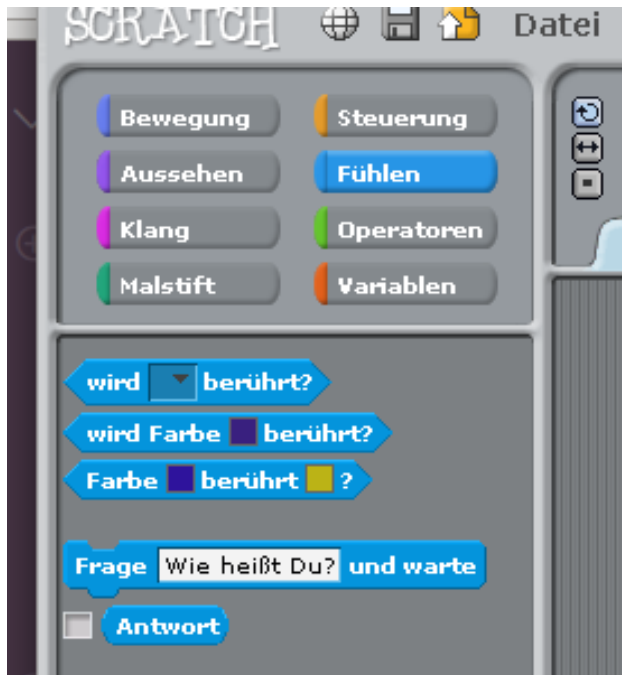 SCRATCH Datei
Bewegung Steuerung
Aussehen Fühlen
Klang Operatoren
Malstift Variablen
wird berührt?
wird Farbe berührt?
Farbe berührt ?
Frage Wie heißt Du? und warte
Antwort